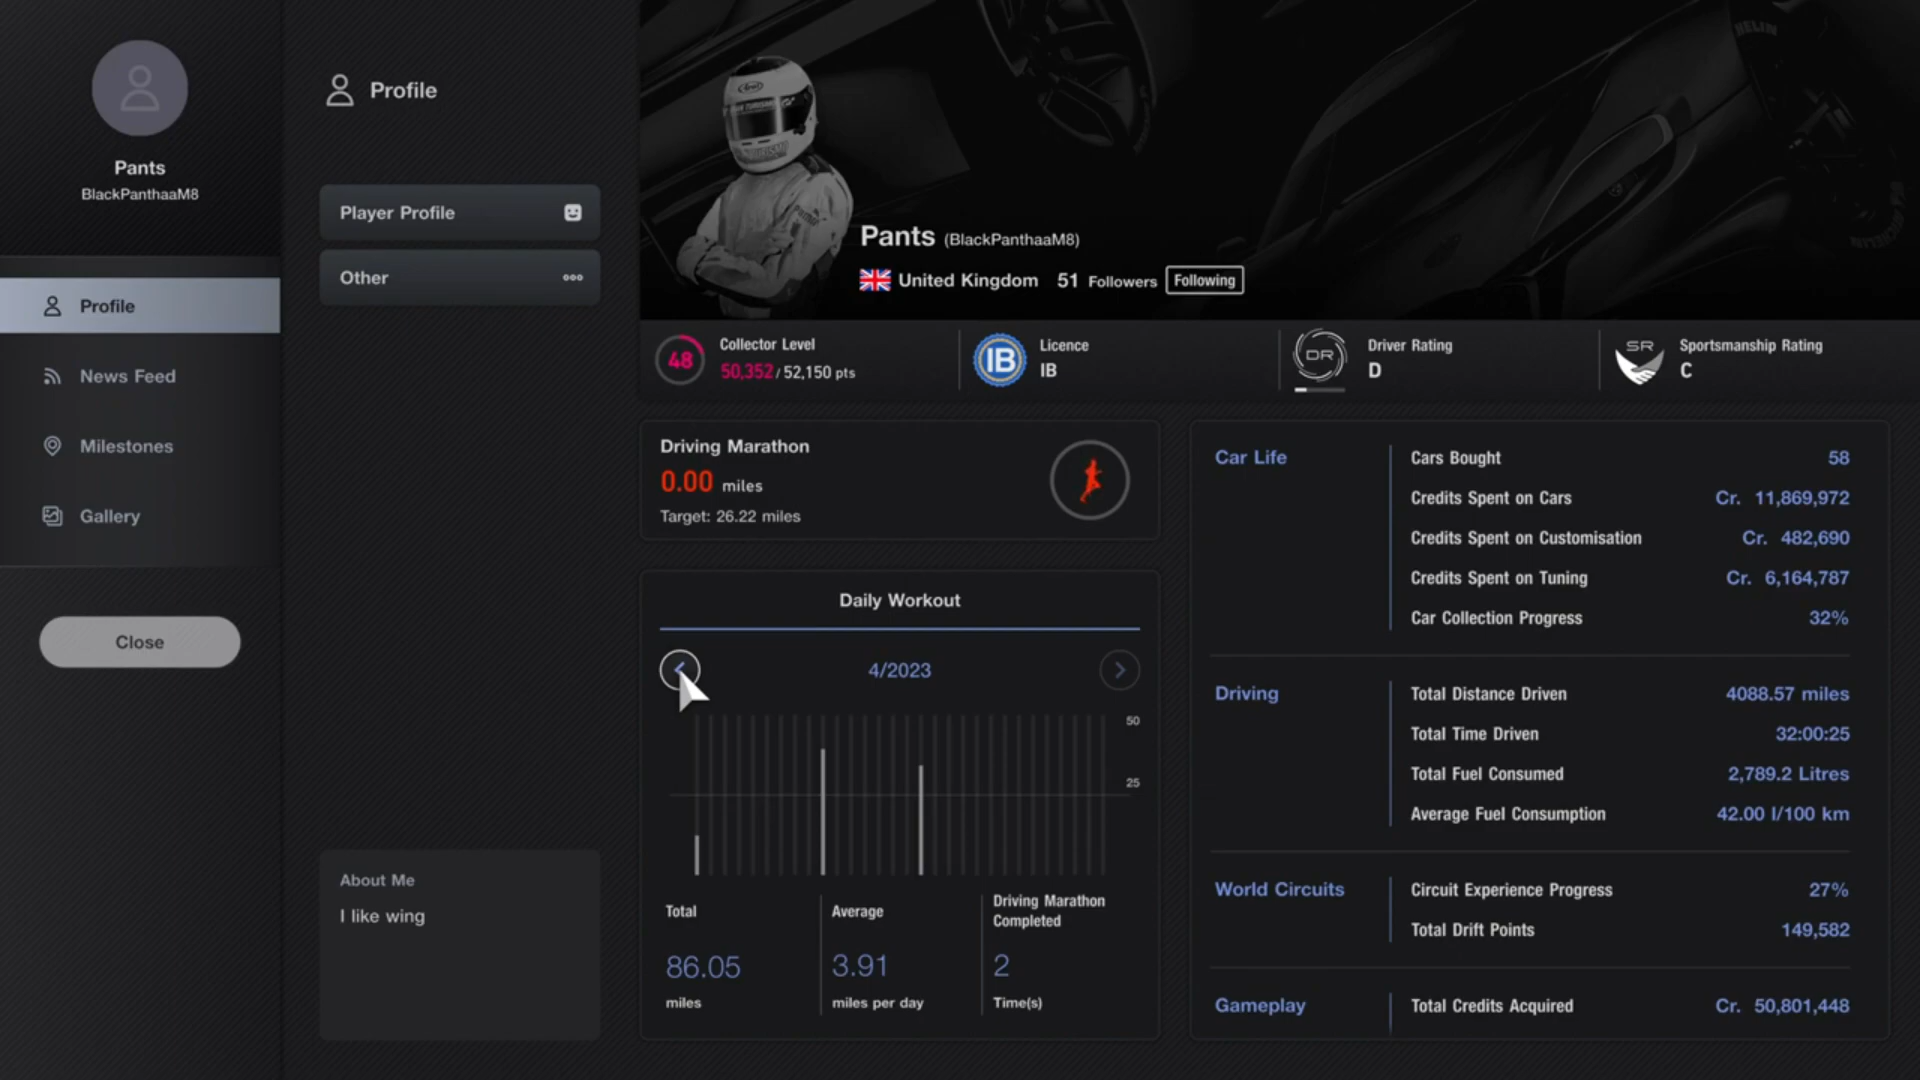 Pants
BlackPanthaaM8
Profile
News Feed
Milestones
Gallery
Close
Profile
Player Profile
Other
About Me
I like wing
Pants (BlackPanthaaM8)
United Kingdom 51 Followers Following
48
Collector Level
50,352 / 52,150 pts
IB
Licence
IB
DR
Driver Rating
D
SR
Sportsmanship Rating
C
Driving Marathon
0.00 miles
Target: 26.22 miles
Daily Workout
4/2023
50
25
Total
86.05
miles
Average
3.91
miles per day
Driving Marathon
Completed
2
Time(s)
Car Life
Cars Bought 58
Credits Spent on Cars Cr. 11,869,972
Credits Spent on Customisation Cr. 482,690
Credits Spent on Tuning Cr. 6,164,787
Car Collection Progress 32%
Driving
Total Distance Driven 4088.57 miles
Total Time Driven 32:00:25
Total Fuel Consumed 2,789.2 Litres
Average Fuel Consumption 42.00 l/100 km
World Circuits
Circuit Experience Progress 27%
Total Drift Points 149,582
Gameplay
Total Credits Acquired Cr. 50,801,448